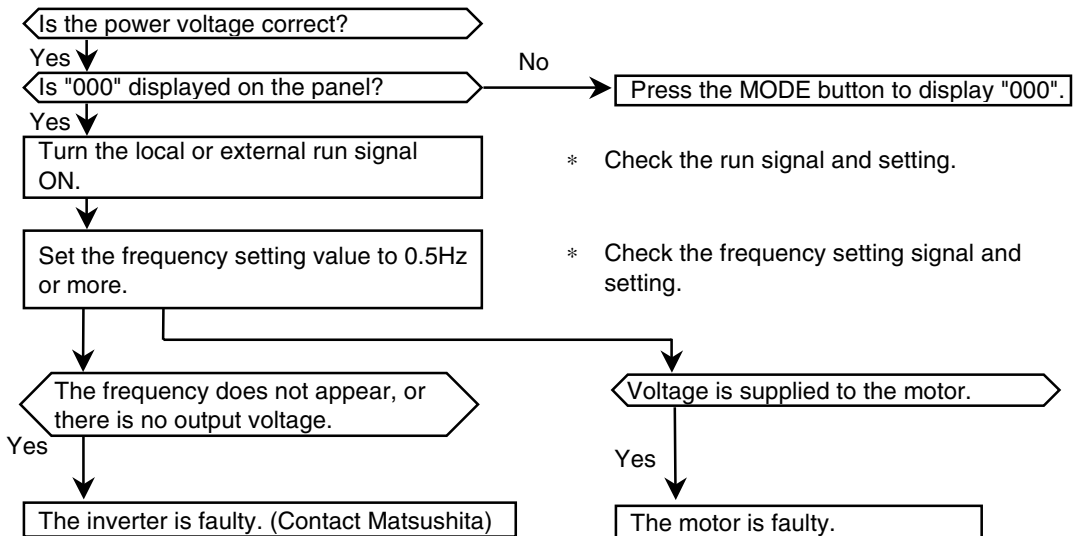 Is the power voltage correct?
Yes
No
Is "000" displayed on the panel?
Press the MODE button to display "000".
Yes
Turn the local or external run signal
ON.
* Check the run signal and setting.
Set the frequency setting value to 0.5Hz
or more.
* Check the frequency setting signal and
setting.
The frequency does not appear, or
there is no output voltage.
Voltage is supplied to the motor.
Yes
Yes
The inverter is faulty. (Contact Matsushita)
The motor is faulty.